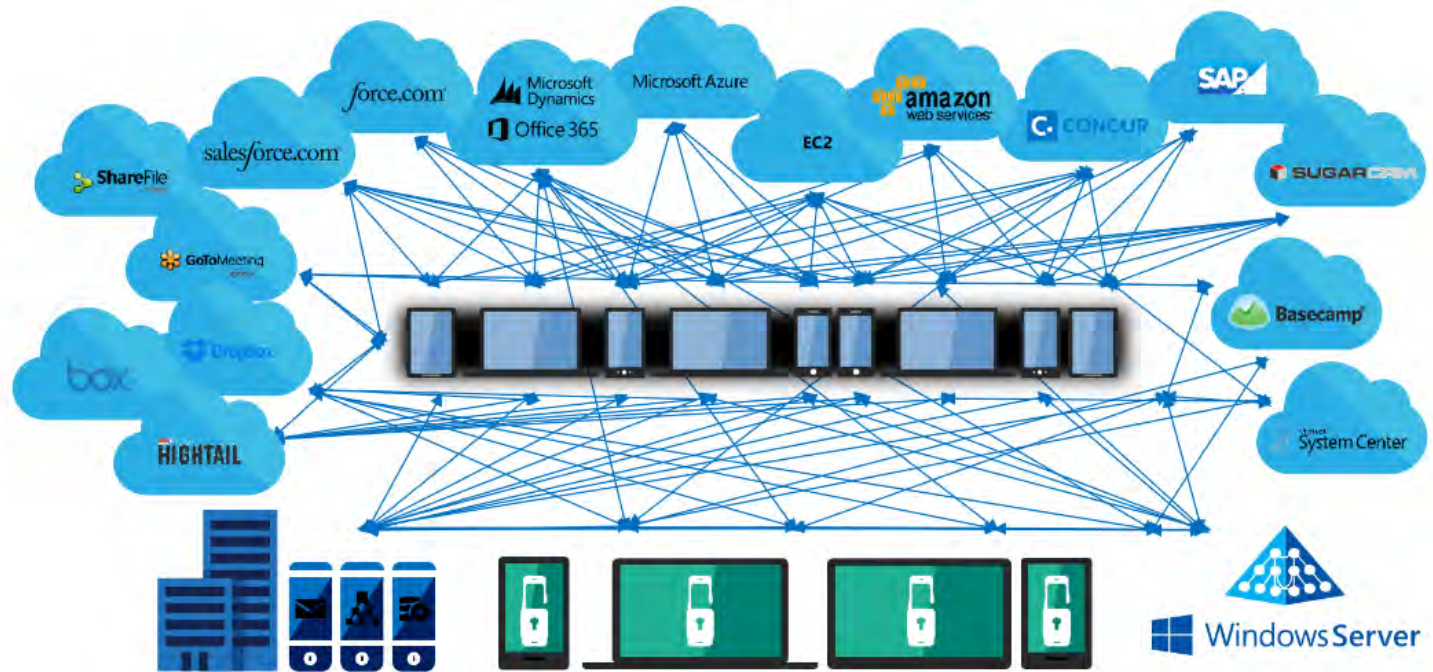 force.com
Microsoft
Dynamics
Office 365
Microsoft Azure
EC2
amazon
web services
C. CONCUR
SAP
ShareFile
salesforce.com
SUGARCRM
GoToMeeting
Basecamp
Dropbox
box
HIGHTAIL
System Center
Windows Server